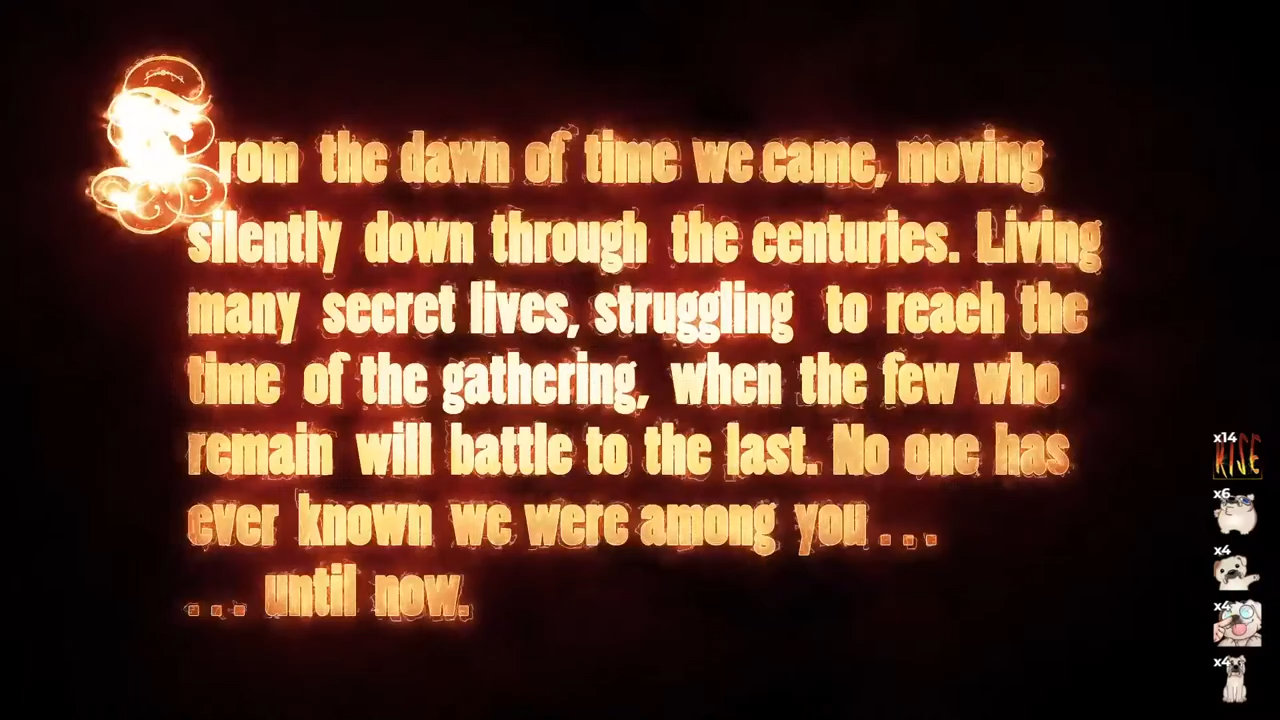 From the dawn of time we came, moving
silently down through the centuries. Living
many secret lives, struggling to reach the
time of the gathering, when the few who
remain will battle to the last. No one has
ever known we were among you . . .
. . . until now.
x14
RISE
x6
x4
x4
x4